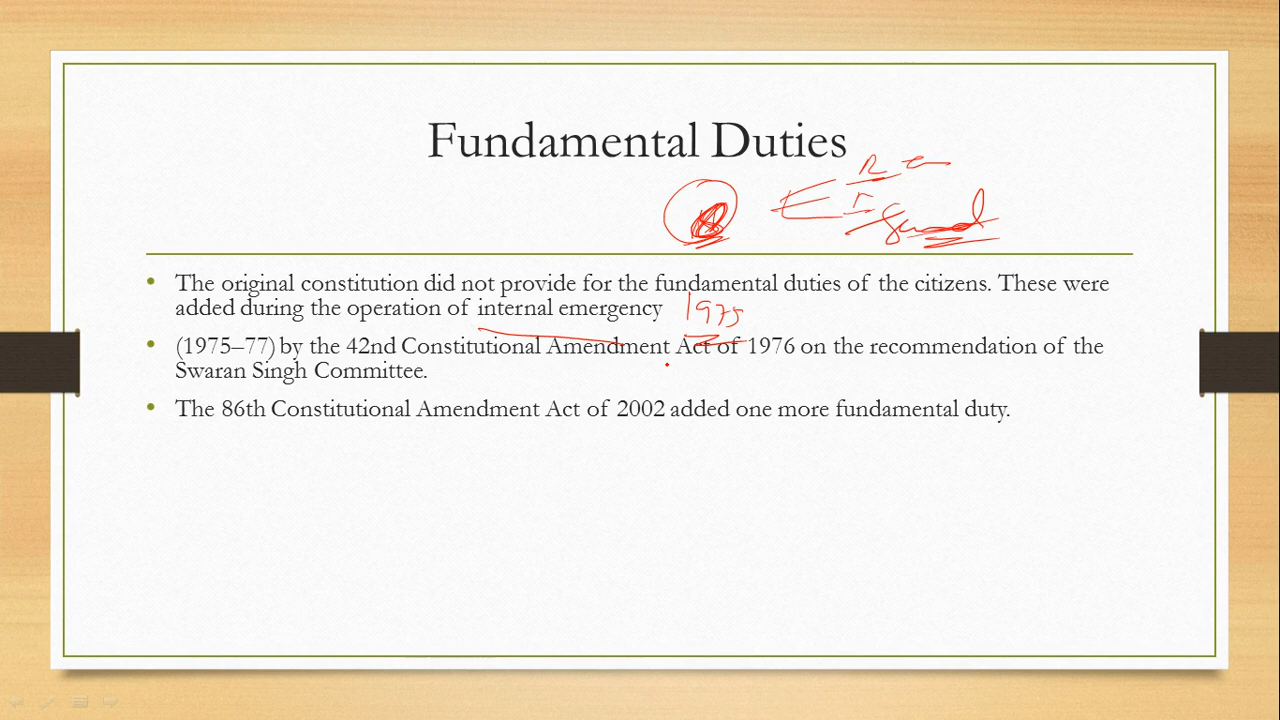 Fundamental Duties
• The original constitution did not provide for the fundamental duties of the citizens. These were
added during the operation of internal emergency 1975
• (1975–77) by the 42nd Constitutional Amendment Act of 1976 on the recommendation of the
Swaran Singh Committee.
• The 86th Constitutional Amendment Act of 2002 added one more fundamental duty.